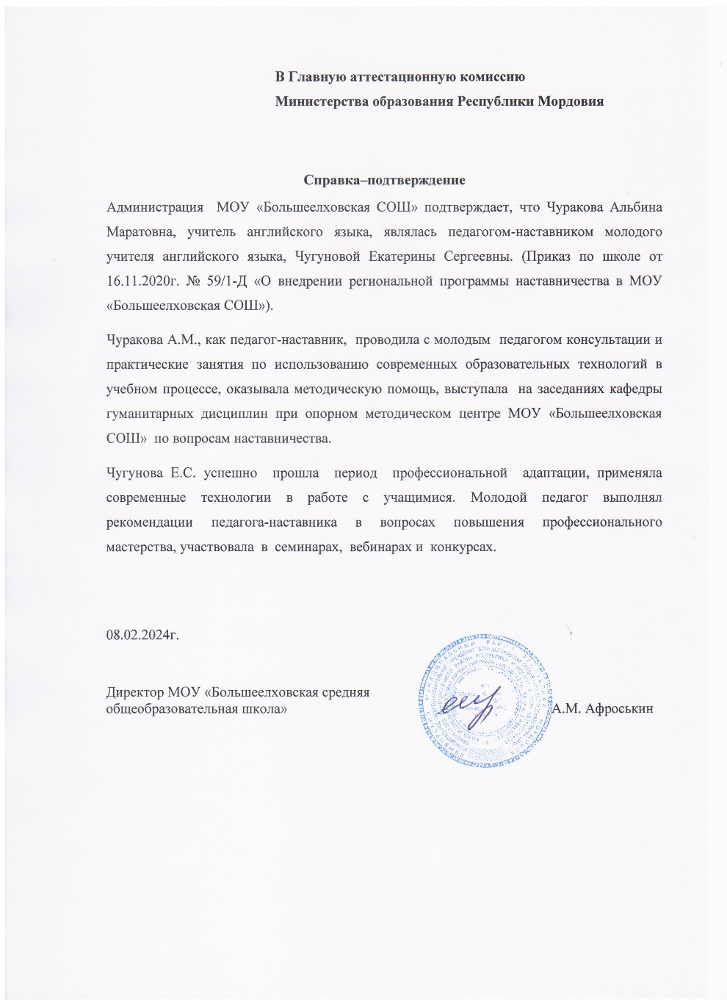 В Главную аттестационную комиссию
Министерства образования Республики Мордовия
Справка–подтверждение
Администрация МОУ «Большеелховская СОШ» подтверждает, что Чуракова Альбина
Маратовна, учитель английского языка, являлась педагогом-наставником молодого
учителя английского языка, Чугуновой Екатерины Сергеевны. (Приказ по школе от
16.11.2020г. № 59/1-Д «О внедрении региональной программы наставничества в МОУ
«Большеелховская СОШ»).
Чуракова А.М., как педагог-наставник, проводила с молодым педагогом консультации и
практические занятия по использованию современных образовательных технологий в
учебном процессе, оказывала методическую помощь, выступала на заседаниях кафедры
гуманитарных дисциплин при опорном методическом центре МОУ «Большеелховская
СОШ» по вопросам наставничества.
Чугунова Е.С. успешно прошла период профессиональной адаптации, применяла
современные технологии в работе с учащимися. Молодой педагог выполнял
рекомендации педагога-наставника в вопросах повышения профессионального
мастерства, участвовала в семинарах, вебинарах и конкурсах.
08.02.2024г.
Директор МОУ «Большеелховская средняя
общеобразовательная школа»
А.М. Афроськин